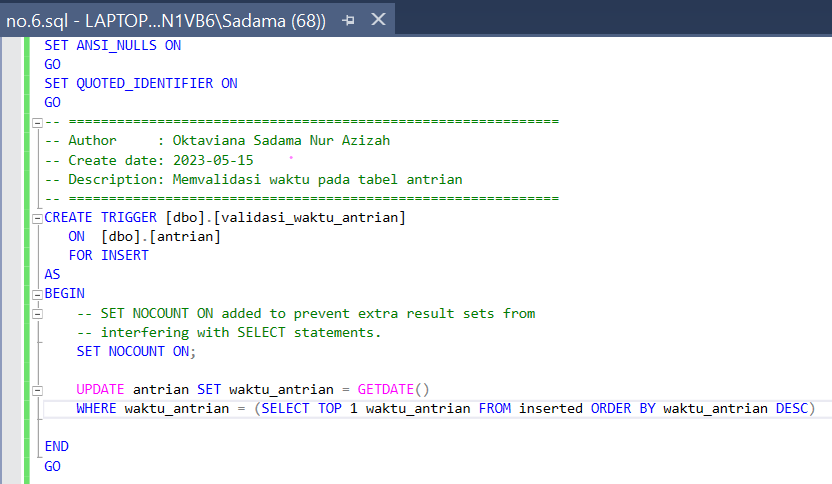 no.6.sql - LAPTOP...N1VB6\Sadama (68))
SET ANSI_NULLS ON
GO
SET QUOTED_IDENTIFIER ON
GO
-- =============================================================
-- Author     : Oktaviana Sadama Nur Azizah
-- Create date: 2023-05-15
-- Description: Memvalidasi waktu pada tabel antrian
-- =============================================================
CREATE TRIGGER [dbo].[validasi_waktu_antrian]
   ON  [dbo].[antrian]
   FOR INSERT
AS
BEGIN
    -- SET NOCOUNT ON added to prevent extra result sets from
    -- interfering with SELECT statements.
    SET NOCOUNT ON;
    UPDATE antrian SET waktu_antrian = GETDATE()
    WHERE waktu_antrian = (SELECT TOP 1 waktu_antrian FROM inserted ORDER BY waktu_antrian DESC)
END
GO